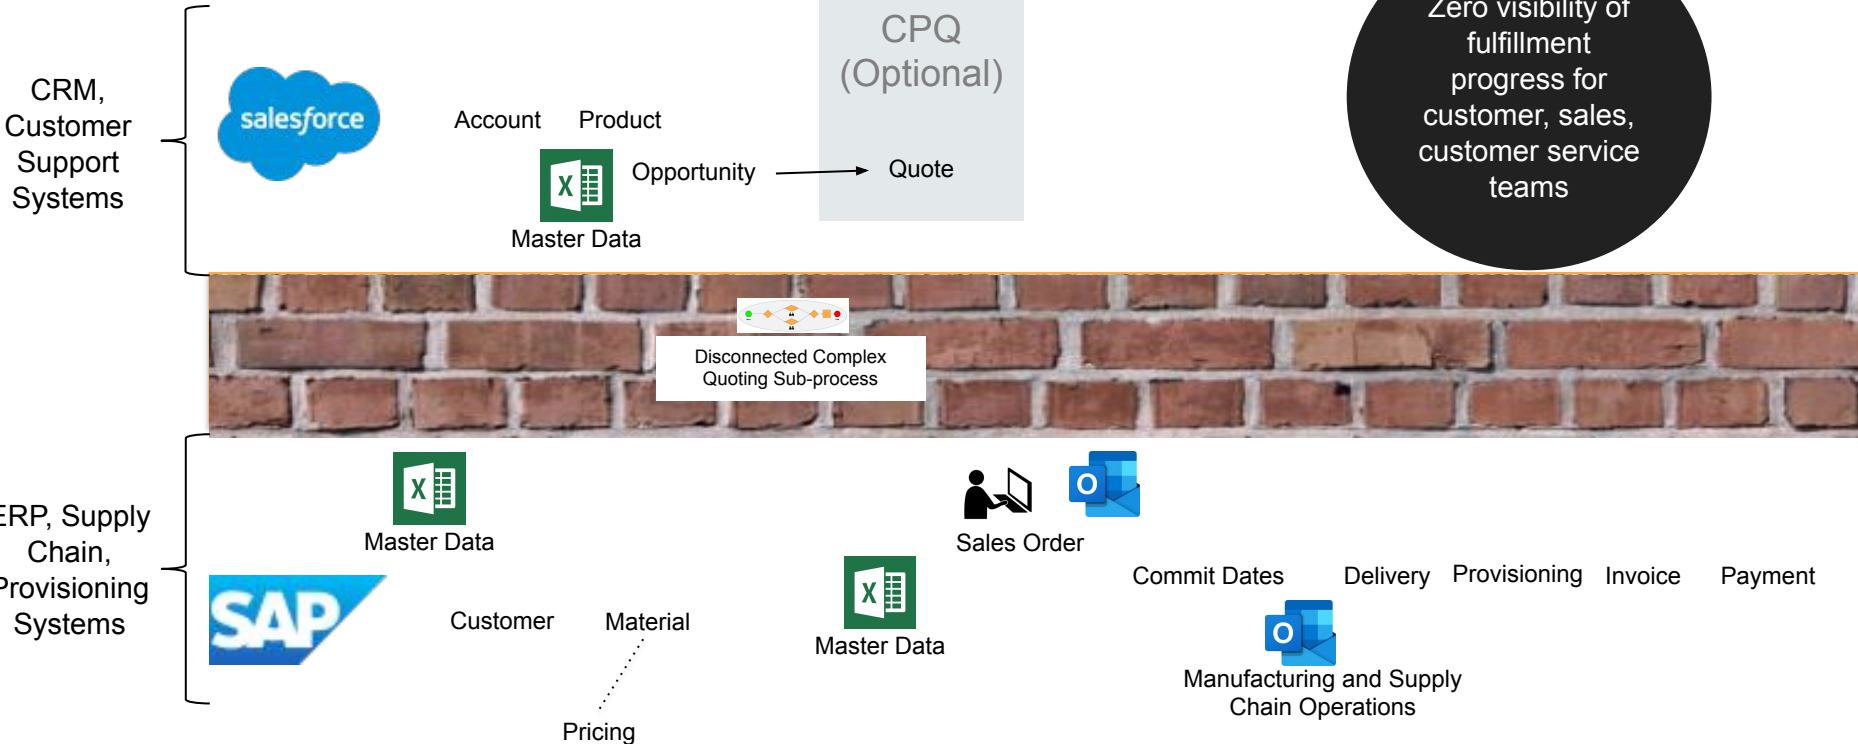 CRM,
Customer
Support
Systems
salesforce
Account
Product
X
Opportunity
Master Data
CPQ
(Optional)
Quote
Zero visibility of
fulfillment
progress for
customer, sales,
customer service
teams
Disconnected Complex
Quoting Sub-process
ERP, Supply
Chain,
Provisioning
Systems
X
Master Data
SAP
Customer
Material
Pricing
X
Master Data
O
Sales Order
Commit Dates
Delivery
Provisioning
Invoice
Payment
O
Manufacturing and Supply
Chain Operations